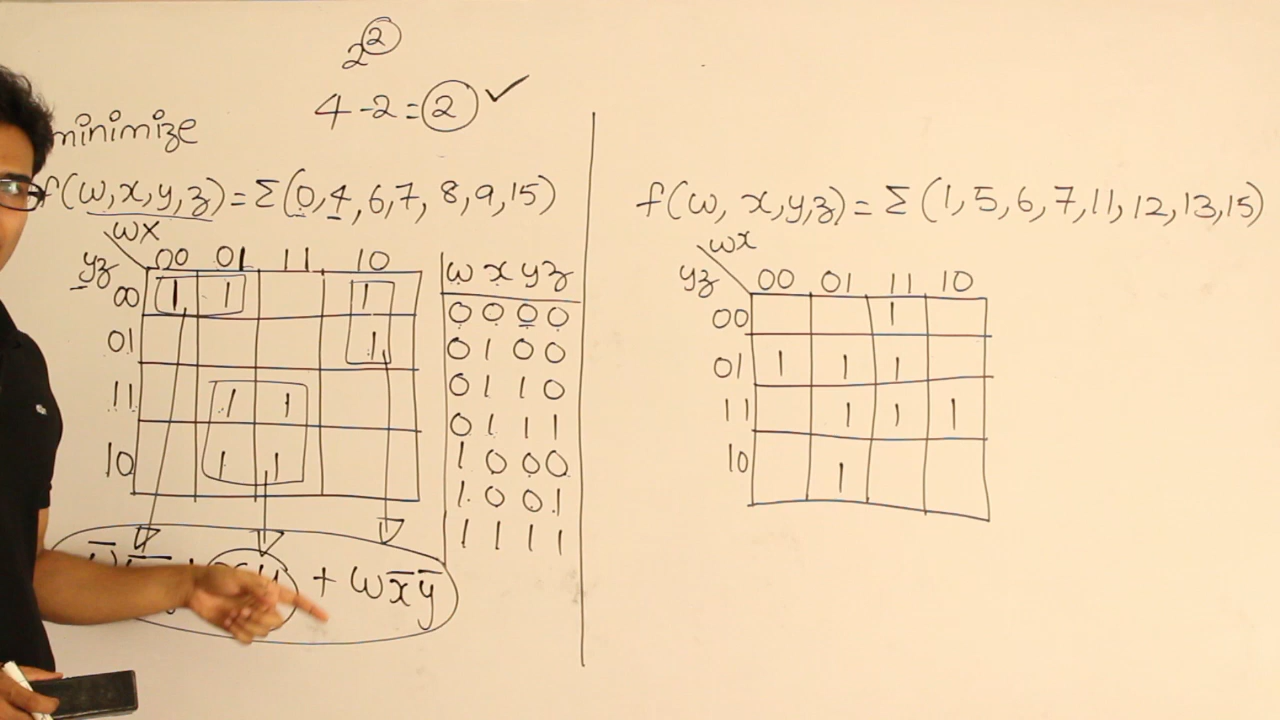 2²
4-2=2 ✓
minimize
f(w,x,y,z)=Σ(0,4,6,7,8,9,15)
wx
yz
00 01 11 10
00 1 1 1
01 1
11 1 1
10 1 1
w x y z
0 0 0 0
0 1 0 0
0 1 1 0
0 1 1 1
1 0 0 0
1 0 0 1
1 1 1 1
+ wx̅y̅
f(w, x,y,z)= Σ(1,5,6,7,11,12,13,15)
wx
yz
00 01 11 10
00 1
01 1 1 1
11 1 1 1
10 1